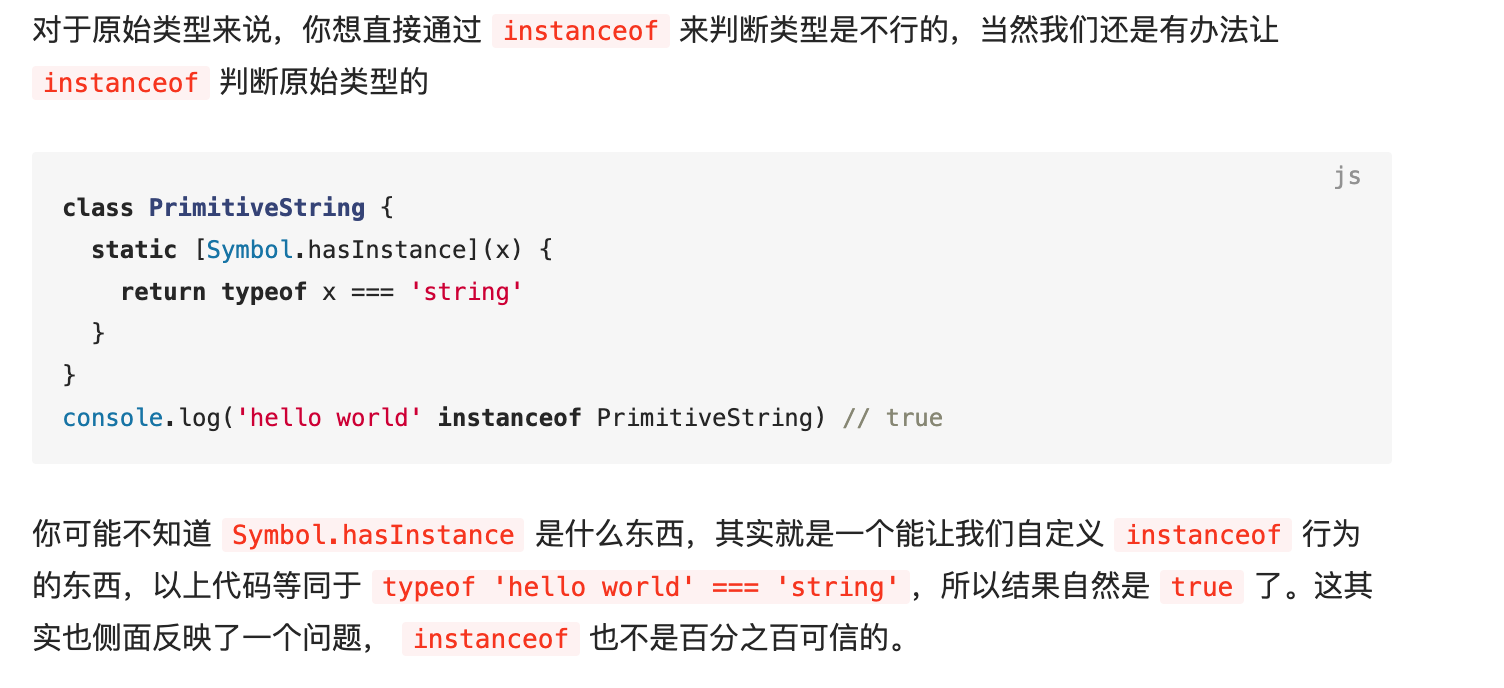 对于原始类型来说，你想直接通过 instanceof 来判断类型是不行的，当然我们还是有办法让
instanceof 判断原始类型的
js
class PrimitiveString {
  static [Symbol.hasInstance](x) {
    return typeof x === 'string'
  }
}
console.log('hello world' instanceof PrimitiveString) // true
你可能不知道 Symbol.hasInstance 是什么东西，其实就是一个能让我们自定义 instanceof 行为
的东西，以上代码等同于 typeof 'hello world' === 'string'，所以结果自然是 true 了。这其
实也侧面反映了一个问题， instanceof 也不是百分之百可信的。